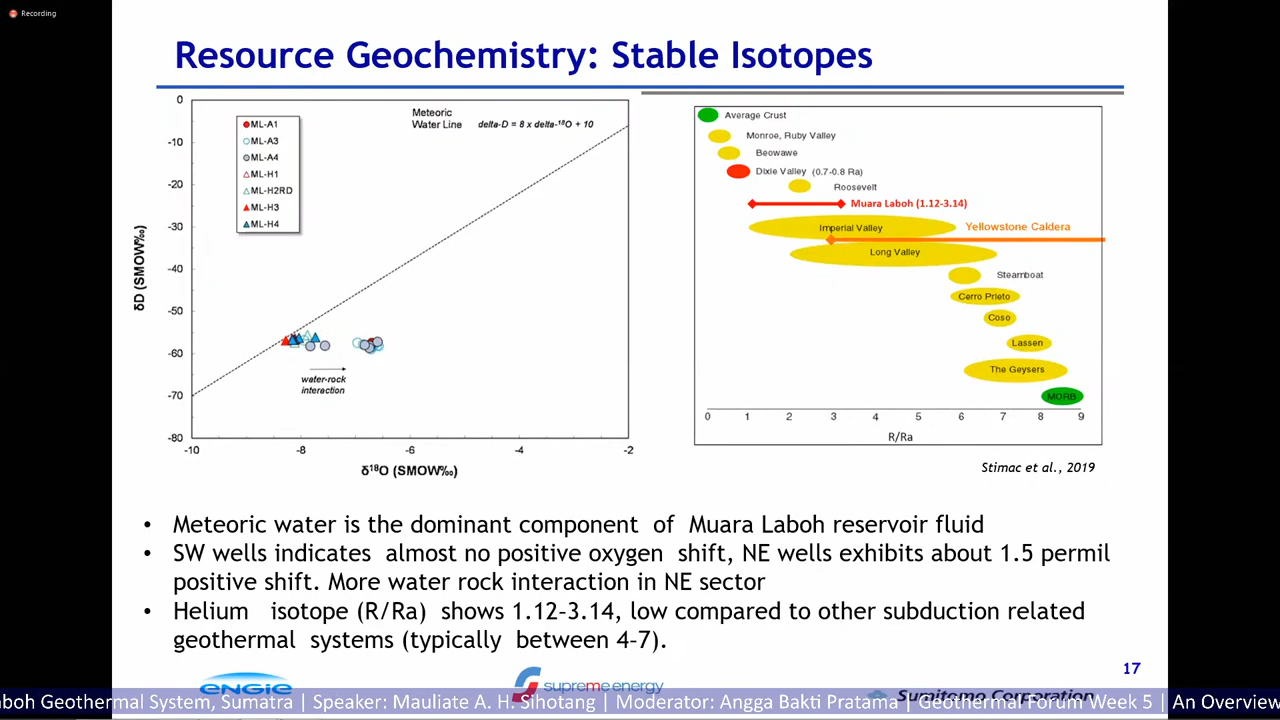 Recording
Resource Geochemistry: Stable Isotopes
0
-10
-20
-30
-40
-50
-60
-70
-80
δD (SMOW‰)
ML-A1
ML-A3
ML-A4
ML-H1
ML-H2RD
ML-H3
ML-H4
Meteoric
Water Line delta-D = 8 x delta-¹⁸O + 10
water-rock
interaction
-10 -8 -6 -4 -2
δ¹⁸O (SMOW‰)
Average Crust
Monroe, Ruby Valley
Beowawe
Dixie Valley (0.7-0.8 Ra)
Roosevelt
Muara Laboh (1.12-3.14)
Imperial Valley Yellowstone Caldera
Long Valley
Steamboat
Cerro Prieto
Coso
Lassen
The Geysers
MORB
0 1 2 3 4 5 6 7 8 9
R/Ra
Stimac et al., 2019
• Meteoric water is the dominant component of Muara Laboh reservoir fluid
• SW wells indicates almost no positive oxygen shift, NE wells exhibits about 1.5 permil
positive shift. More water rock interaction in NE sector
• Helium isotope (R/Ra) shows 1.12-3.14, low compared to other subduction related
geothermal systems (typically between 4-7).
17
ENGIE supreme energy Sumitomo Corporation
aboh Geothermal System, Sumatra | Speaker: Mauliate A. H. Sihotang | Moderator: Angga Bakti Pratama | Geothermal Forum Week 5 | An Overview